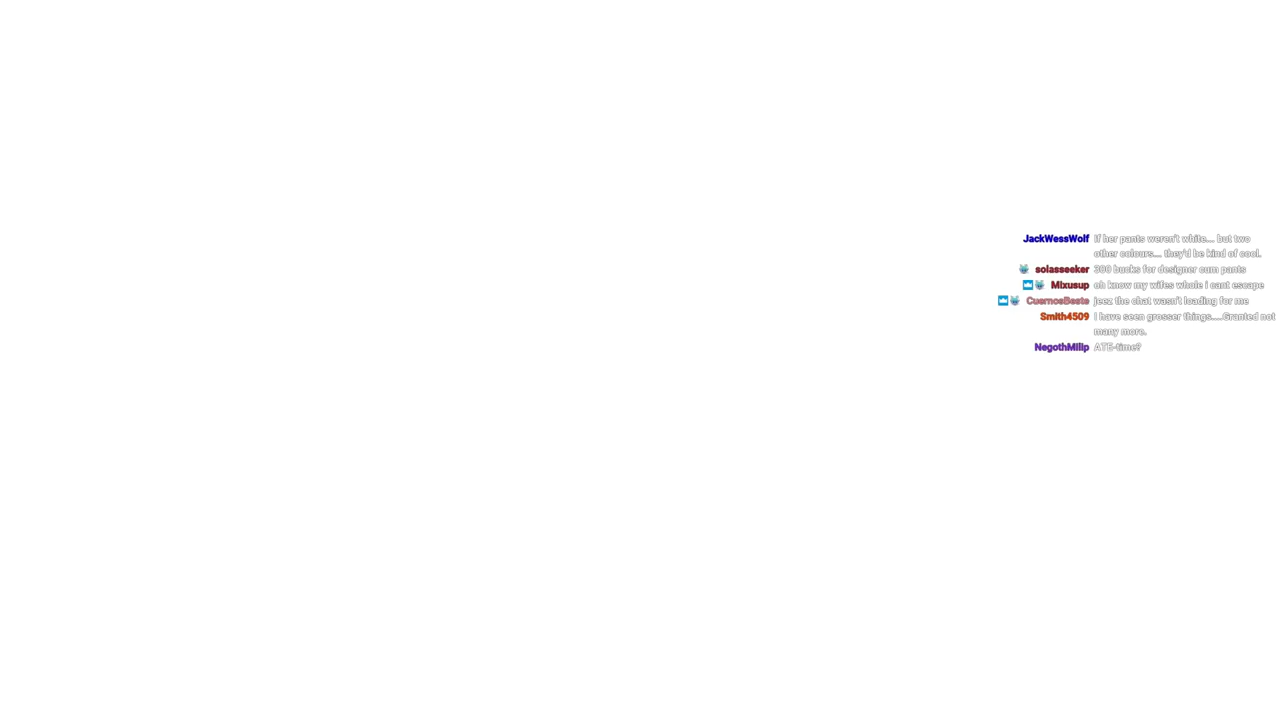 JackWessWolf If her pants weren't white.... but two
other colours.... they'd be kind of cool.
solasseeker 300 bucks for designer cum pants
Mixusup oh know my wifes whole i cant escape
CuernosBeste jeez the chat wasn't loading for me
Smith4509 I have seen grosser things.....Granted not
many more.
NegothMilip ATE-time?